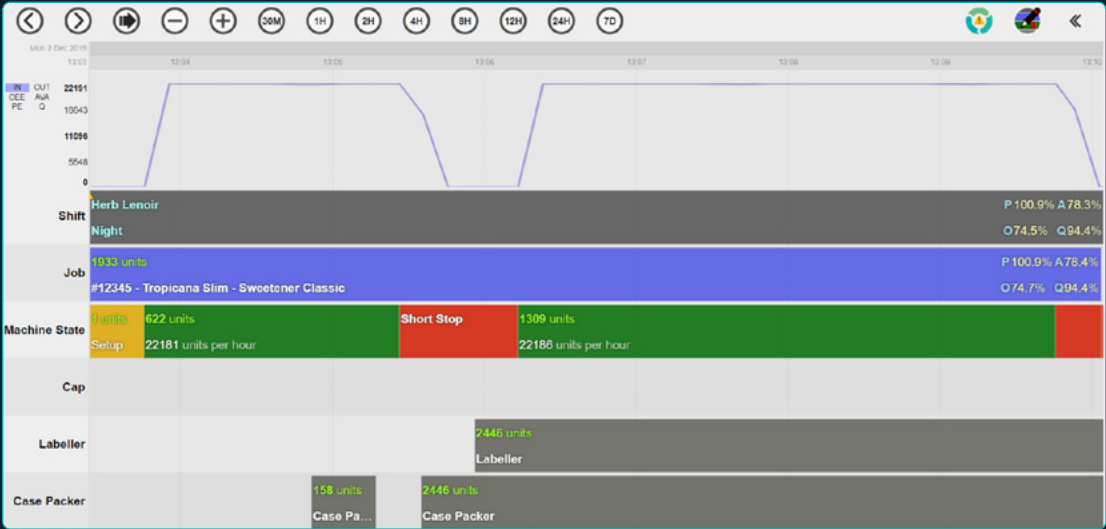 30M 1H 2H 4H 8H 12H 24H 7D
Mon 2 Dec 2019
13:03 13:04 13:05 13:06 13:07 13:08 13:09 13:10
IN OUT 22191
OEE AVA
PE Q 16643
11096
5548
0
Shift
Herb Lenoir P100.9% A78.3%
Night O74.5% Q94.4%
Job
1933 units P100.9% A78.4%
#12345 - Tropicana Slim - Sweetener Classic O74.7% Q94.4%
Machine State
1 units 622 units Short Stop 1309 units
Setup 22181 units per hour 22186 units per hour
Cap
Labeller
2446 units
Labeller
Case Packer
158 units 2446 units
Case Pa... Case Packer